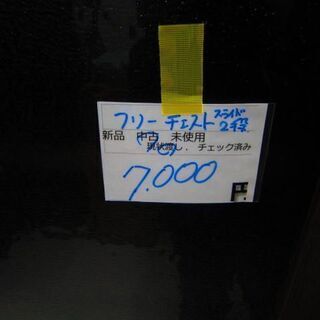 フリー チェスト スライド 2段
新品 中古 未使用
現状渡し、 チェック済み
7.000